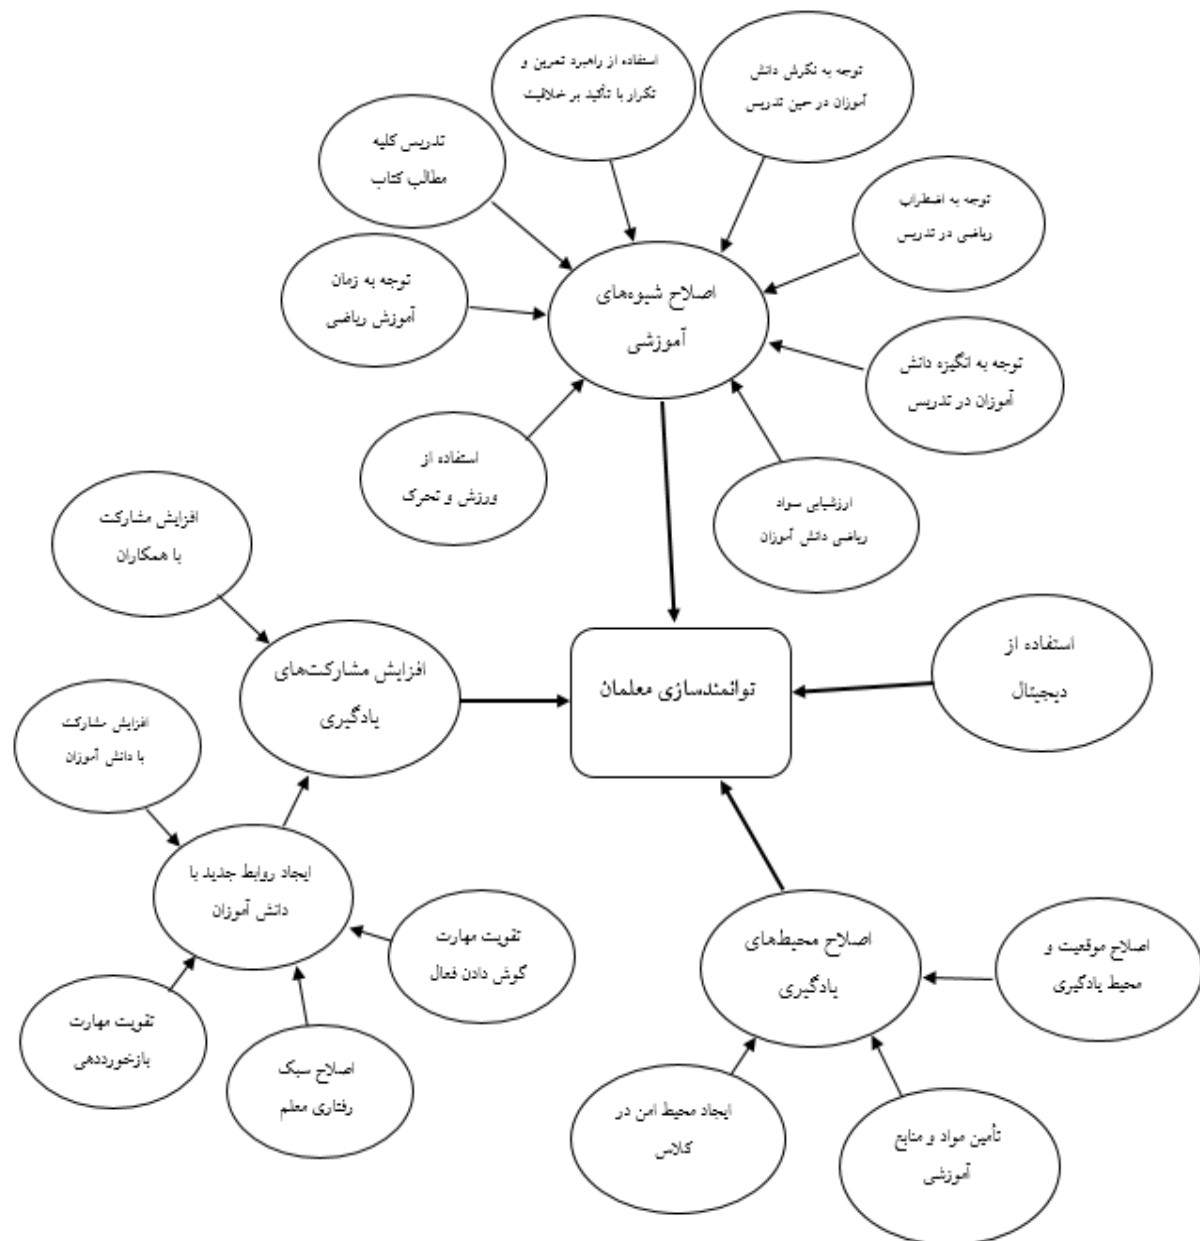 توجه به نگرش دانش
آموزان در حین تدریس
استفاده از راهبرد تمرین و
تکرار با تأکید بر خلاقیت
تدریس کلیه
مطالب کتاب
توجه به اضطراب
ریاضی در تدریس
توجه به زمان
آموزش ریاضی
اصلاح شیوه‌های
آموزشی
توجه به انگیزه دانش
آموزان در تدریس
استفاده از
ورزش و تحرک
ارزشیابی سواد
ریاضی دانش آموزان
افزایش مشارکت
با همکاران
افزایش مشارکت‌های
یادگیری
توانمندسازی معلمان
استفاده از
دیجیتال
افزایش مشارکت
با دانش آموزان
ایجاد روابط جدید با
دانش آموزان
تقویت مهارت
گوش دادن فعال
تقویت مهارت
بازخورددهی
اصلاح سبک
رفتاری معلم
اصلاح محیط‌های
یادگیری
اصلاح موقعیت و
محیط یادگیری
ایجاد محیط امن در
کلاس
تأمین مواد و منابع
آموزشی